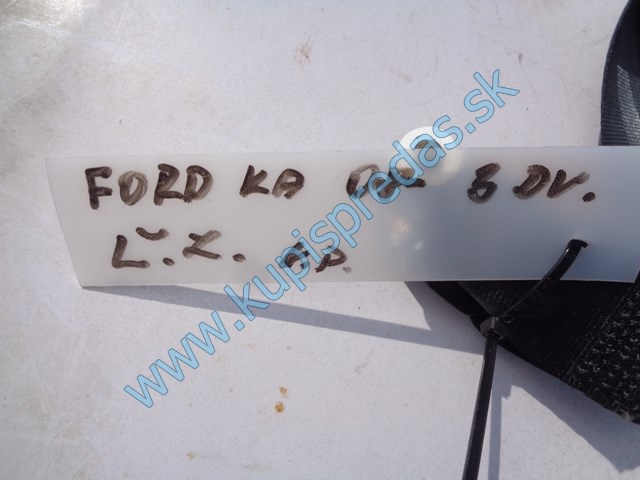 FORD KA 3 DV.
Ľ. Z.
www.kupispredas.sk